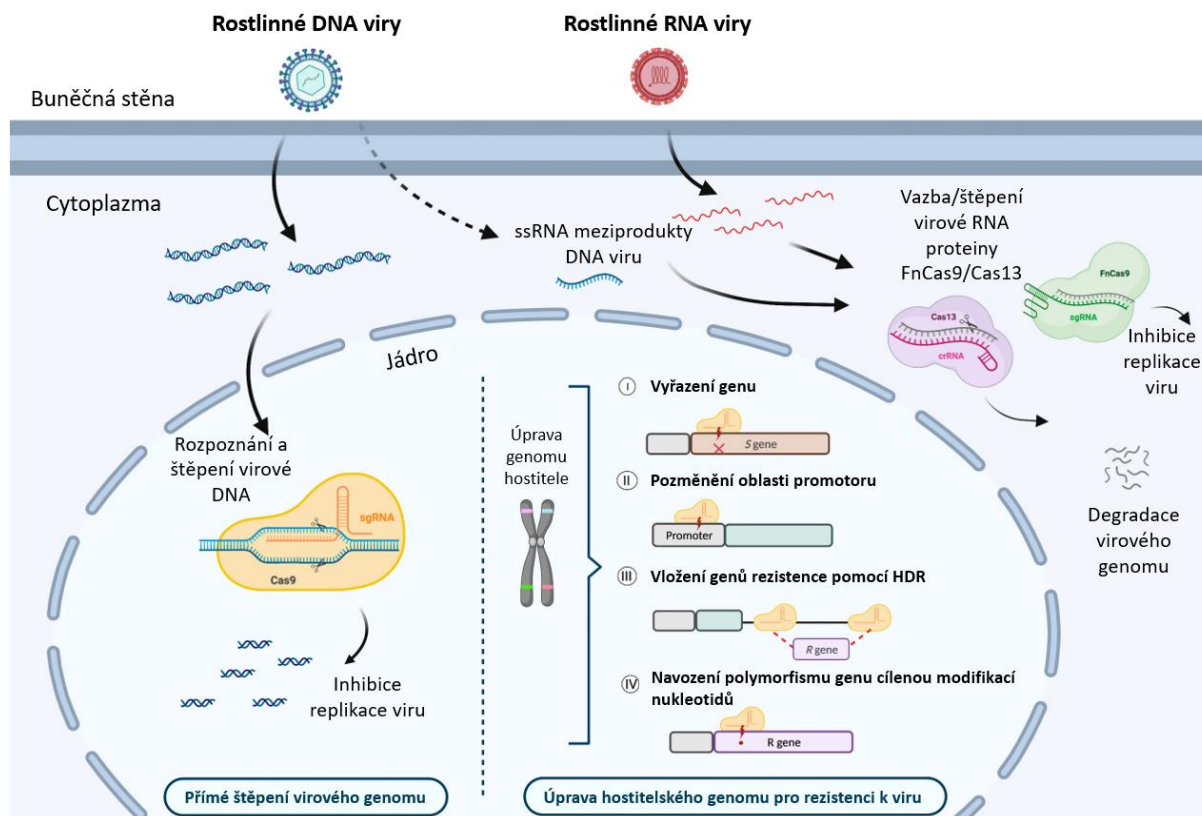 Rostlinné DNA viry
Rostlinné RNA viry
Buněčná stěna
Cytoplazma
ssRNA meziprodukty
DNA viru
Vazba/štěpení
virové RNA
proteiny
FnCas9/Cas13
FnCas9
sgRNA
Cas13
crRNA
Inhibice
replikace
viru
Degradace
virového
genomu
Jádro
Rozpoznání a
štěpení virové
DNA
sgRNA
Cas9
Inhibice
replikace viru
Přímé štěpení virového genomu
Úprava
genomu
hostitele
I Vyřazení genu
S gene
II Pozměnění oblasti promotoru
Promoter
III Vložení genů rezistence pomocí HDR
R gene
IV Navození polymorfismu genu cílenou modifikací
nukleotidů
R gene
Úprava hostitelského genomu pro rezistenci k viru